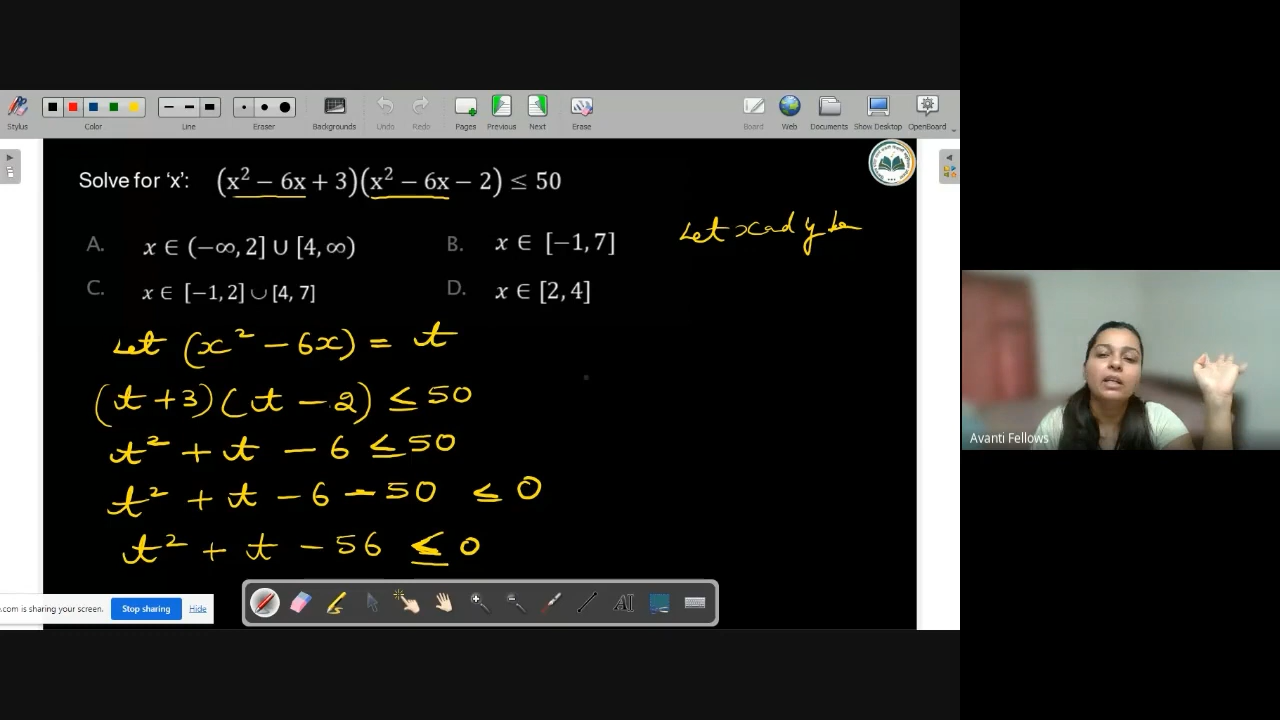 Stylus
Color
Line
Eraser
Backgrounds
Undo
Redo
Pages
Previous
Next
Erase
Board
Web
Documents
Show Desktop
OpenBoard
Solve for 'x': (x² − 6x + 3)(x² − 6x − 2) ≤ 50
A. x ∈ (−∞, 2] ∪ [4, ∞)
B. x ∈ [−1, 7]
C. x ∈ [−1, 2] ∪ [4, 7]
D. x ∈ [2, 4]
Let x and y be
Let (x² − 6x) = t
(t + 3)(t − 2) ≤ 50
t² + t − 6 ≤ 50
t² + t − 6 − 50 ≤ 0
t² + t − 56 ≤ 0
.com is sharing your screen.
Stop sharing
Hide
AI
Avanti Fellows